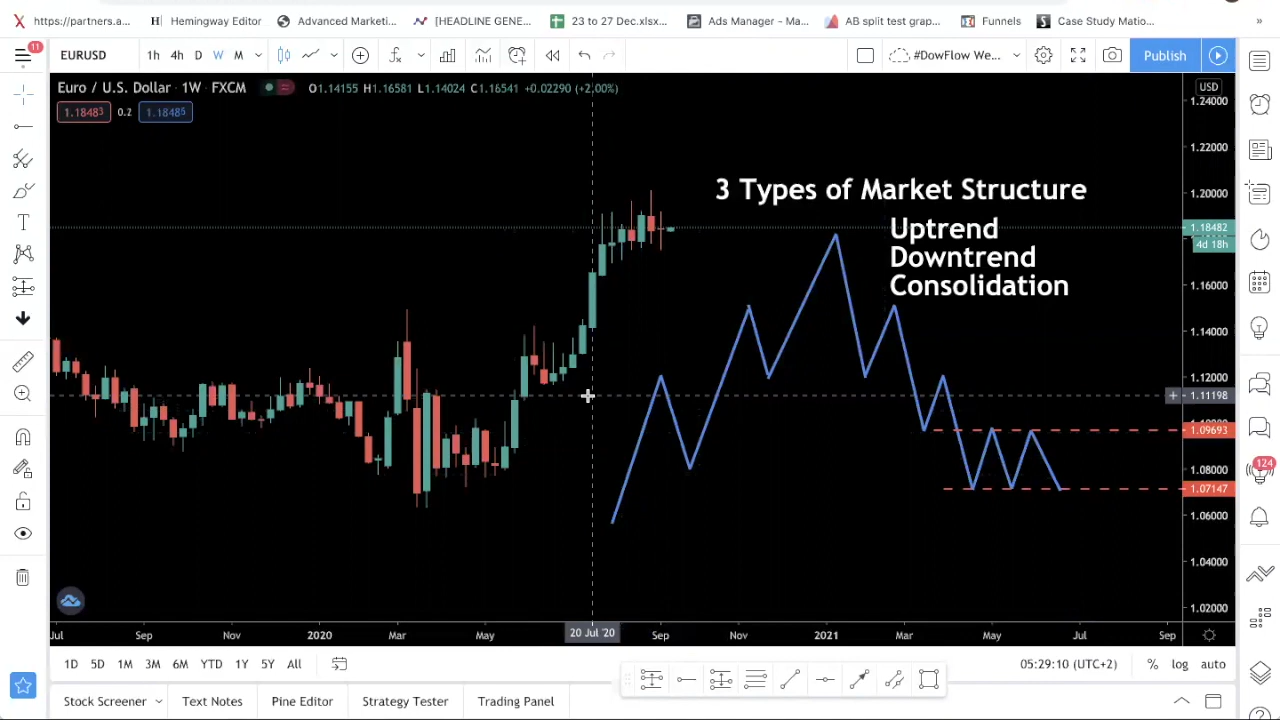 https://partners.a...
Hemingway Editor
Advanced Marketi...
[HEADLINE GENE...
23 to 27 Dec.xlsx...
Ads Manager - Ma...
AB split test grap...
Funnels
Case Study Matio...
»
11
EURUSD
1h 4h D W M
#DowFlow We...
Publish
Euro / U.S. Dollar · 1W · FXCM
O1.14155 H1.16581 L1.14024 C1.16541 +0.02290 (+2.00%)
1.18483 0.2 1.18485
USD
1.24000
1.22000
1.20000
1.18482
4d 18h
1.16000
1.14000
1.12000
1.11198
1.09693
1.08000
1.07147
1.06000
1.04000
1.02000
3 Types of Market Structure
Uptrend
Downtrend
Consolidation
124
Jul Sep Nov 2020 Mar May 20 Jul '20 Sep Nov 2021 Mar May Jul Sep
1D 5D 1M 3M 6M YTD 1Y 5Y All
05:29:10 (UTC+2) % log auto
Stock Screener Text Notes Pine Editor Strategy Tester Trading Panel